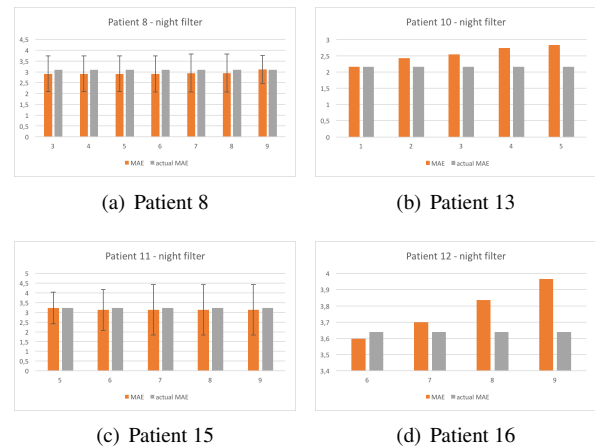 Patient 8 - night filter
4,5
4
3,5
3
2,5
2
1,5
1
0,5
0
3 4 5 6 7 8 9
MAE actual MAE
(a) Patient 8
Patient 10 - night filter
3
2,5
2
1,5
1
0,5
0
1 2 3 4 5
MAE actual MAE
(b) Patient 13
Patient 11 - night filter
5
4,5
4
3,5
3
2,5
2
1,5
1
0,5
0
5 6 7 8 9
MAE actual MAE
(c) Patient 15
Patient 12 - night filter
4
3,9
3,8
3,7
3,6
3,5
3,4
6 7 8 9
MAE actual MAE
(d) Patient 16